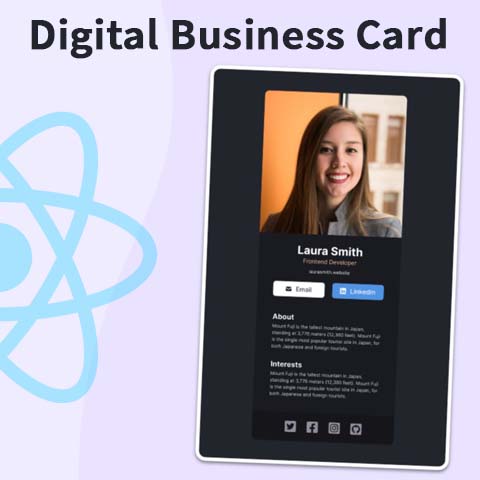 Digital Business Card
Laura Smith
Frontend Developer
laurasmith.website
Email
LinkedIn
About
Mount Fuji is the tallest mountain in Japan,
standing at 3,776 meters (12,380 feet). Mount Fuji
is the single most popular tourist site in Japan, for
both Japanese and foreign tourists.
Interests
Mount Fuji is the tallest mountain in Japan,
standing at 3,776 meters (12,380 feet). Mount Fuji
is the single most popular tourist site in Japan, for
both Japanese and foreign tourists.